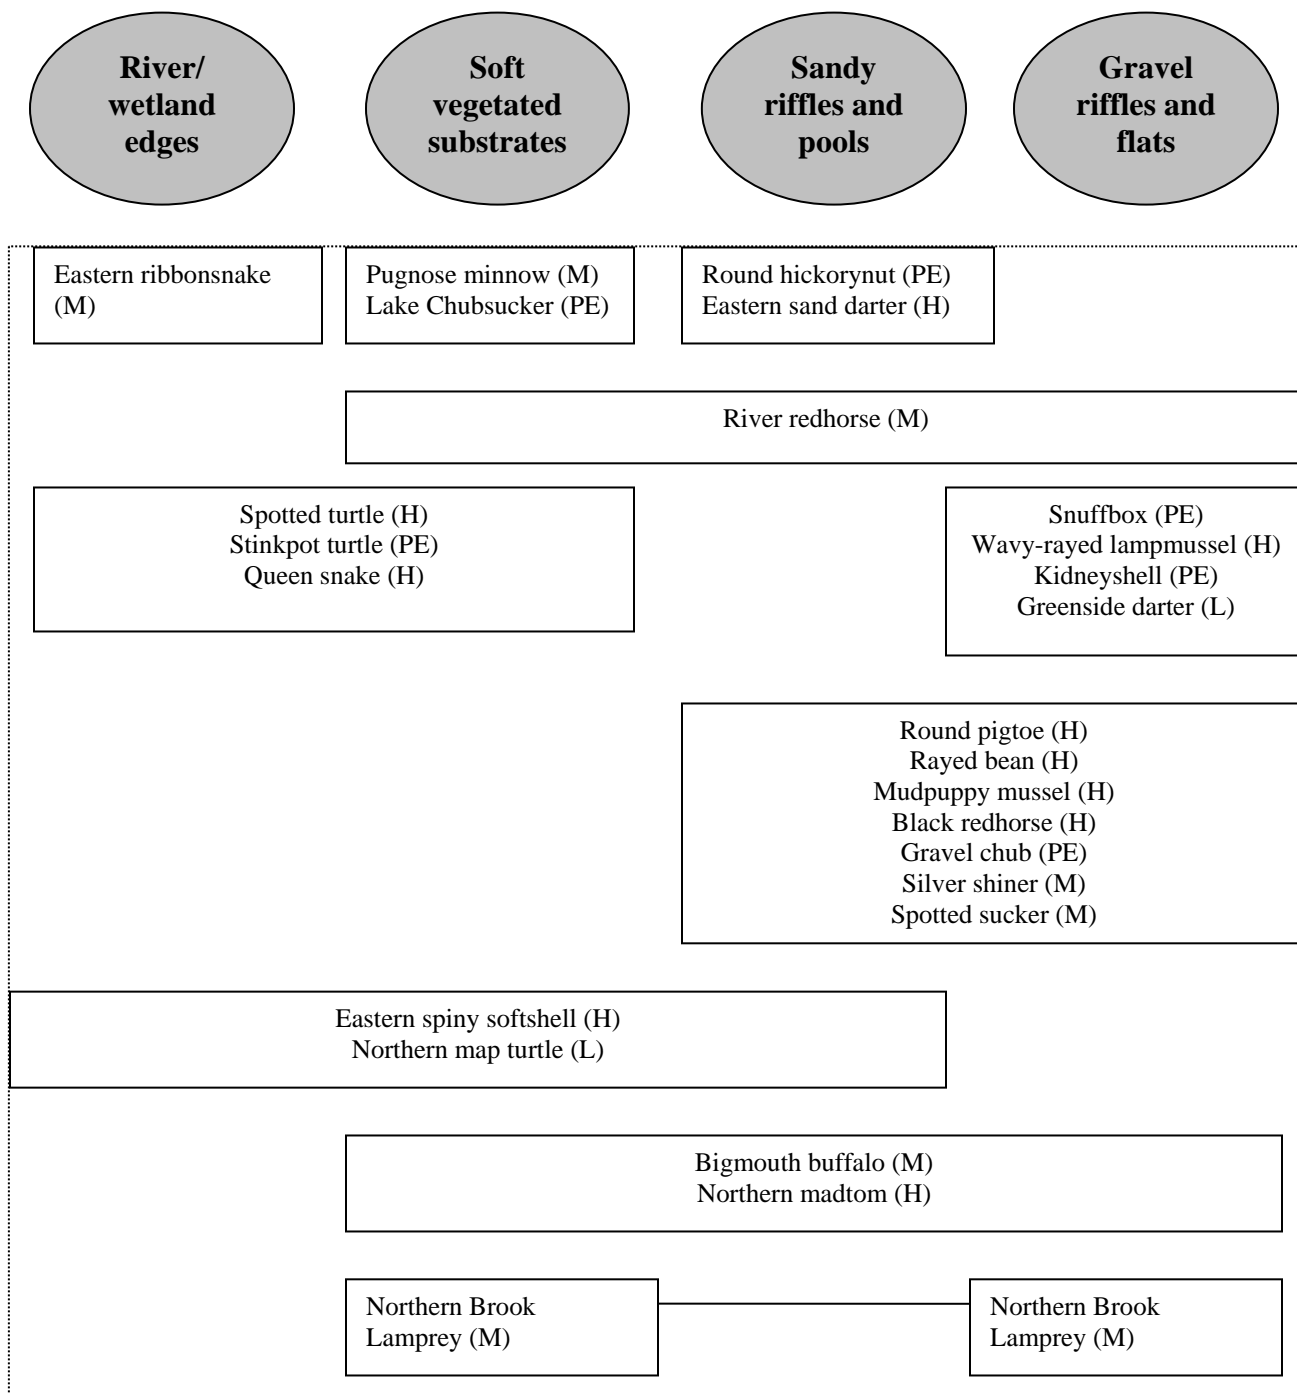 River/
wetland
edges
Soft
vegetated
substrates
Sandy
riffles and
pools
Gravel
riffles and
flats
Eastern ribbonsnake
(M)
Pugnose minnow (M)
Lake Chubsucker (PE)
Round hickorynut (PE)
Eastern sand darter (H)
River redhorse (M)
Spotted turtle (H)
Stinkpot turtle (PE)
Queen snake (H)
Snuffbox (PE)
Wavy-rayed lampmussel (H)
Kidneyshell (PE)
Greenside darter (L)
Round pigtoe (H)
Rayed bean (H)
Mudpuppy mussel (H)
Black redhorse (H)
Gravel chub (PE)
Silver shiner (M)
Spotted sucker (M)
Eastern spiny softshell (H)
Northern map turtle (L)
Bigmouth buffalo (M)
Northern madtom (H)
Northern Brook
Lamprey (M)
Northern Brook
Lamprey (M)